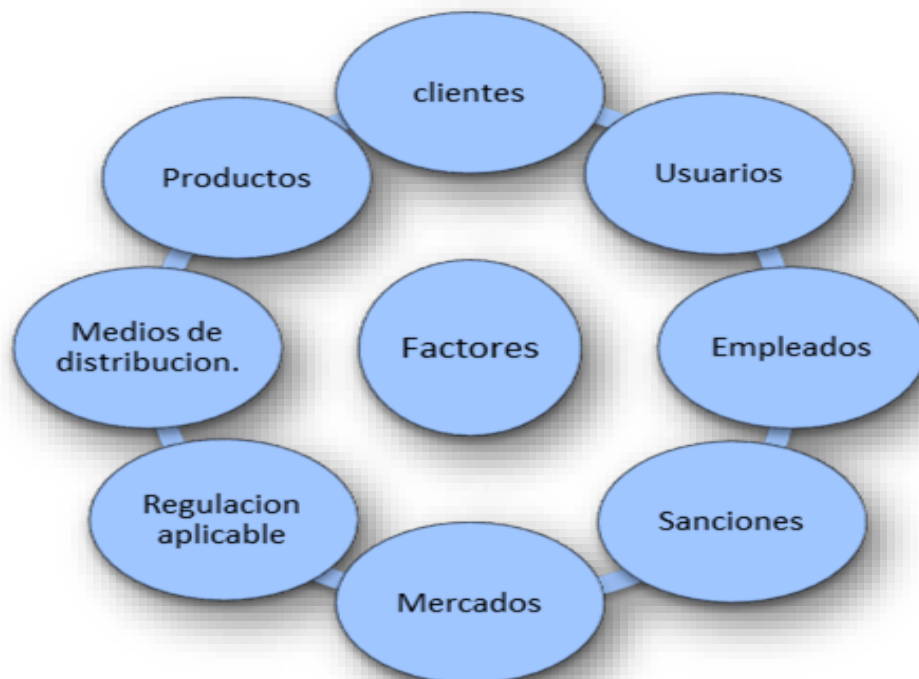 clientes
Productos
Usuarios
Medios de
distribucion.
Factores
Empleados
Regulacion
aplicable
Sanciones
Mercados